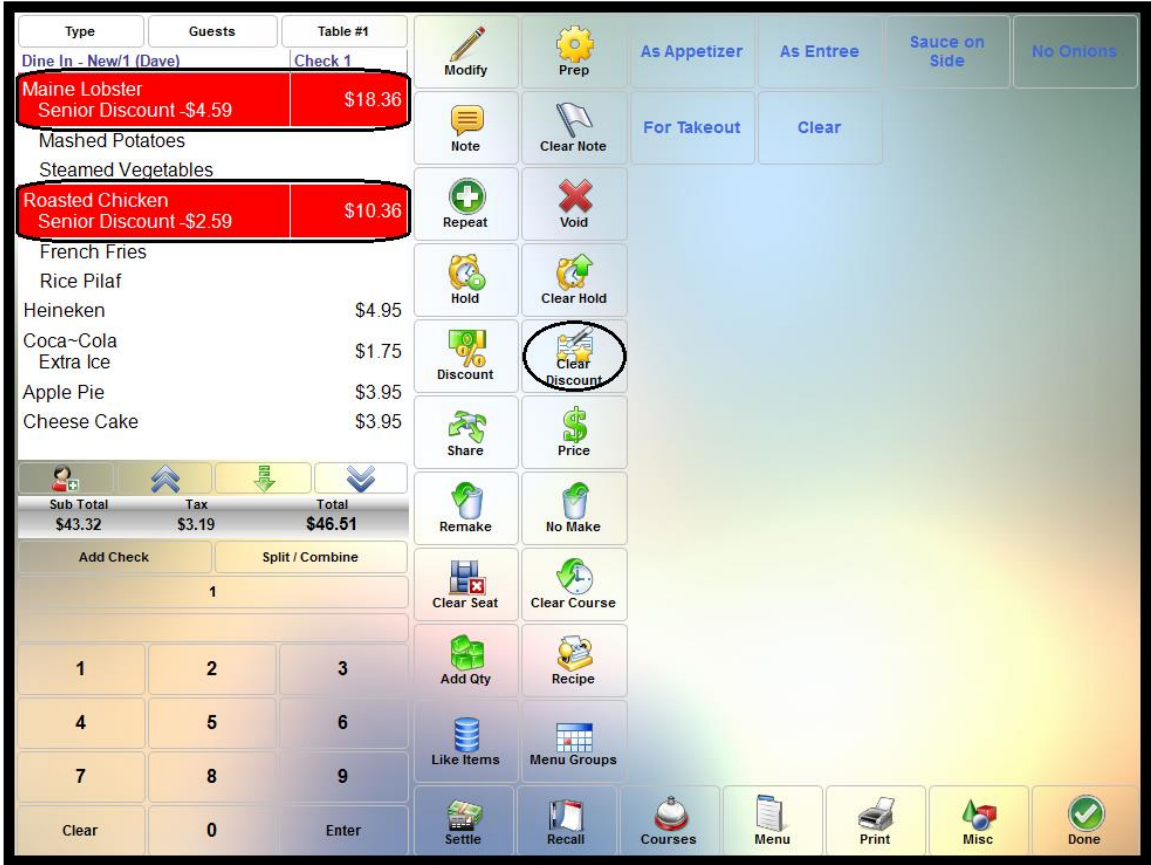 Type Guests Table #1
Dine In - New/1 (Dave) Check 1
Maine Lobster
Senior Discount -$4.59 $18.36
Mashed Potatoes
Steamed Vegetables
Roasted Chicken
Senior Discount -$2.59 $10.36
French Fries
Rice Pilaf
Heineken $4.95
Coca~Cola
Extra Ice $1.75
Apple Pie $3.95
Cheese Cake $3.95
Sub Total Tax Total
$43.32 $3.19 $46.51
Add Check Split / Combine
1
1 2 3
4 5 6
7 8 9
Clear 0 Enter
Modify Prep
Note Clear Note
Repeat Void
Hold Clear Hold
Discount Clear
Discount
Share Price
Remake No Make
Clear Seat Clear Course
Add Qty Recipe
Like Items Menu Groups
As Appetizer As Entree Sauce on
Side No Onions
For Takeout Clear
Settle Recall Courses Menu Print Misc Done